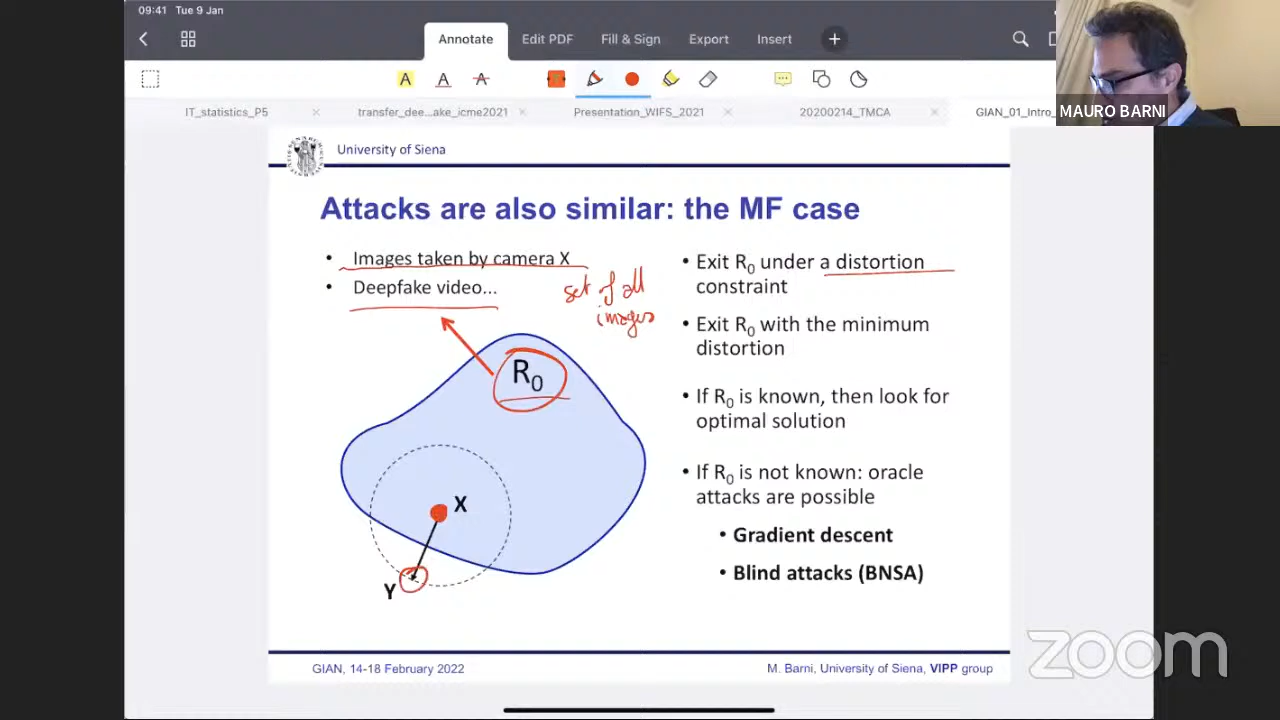 09:41 Tue 9 Jan
Annotate Edit PDF Fill & Sign Export Insert
A A A
IT_statistics_P5 transfer_dee...ake_icme2021 Presentation_WIFS_2021 20200214_TMCA GIAN_01_Intro_
MAURO BARNI
University of Siena
Attacks are also similar: the MF case
• Images taken by camera X
• Deepfake video...
set of all
images
R0
X
Y
• Exit R0 under a distortion
constraint
• Exit R0 with the minimum
distortion
• If R0 is known, then look for
optimal solution
• If R0 is not known: oracle
attacks are possible
• Gradient descent
• Blind attacks (BNSA)
GIAN, 14-18 February 2022
M. Barni, University of Siena, VIPP group
zoom